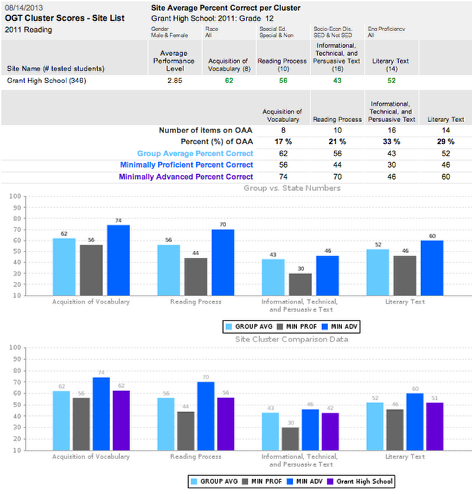 08/14/2013
OGT Cluster Scores - Site List
2011 Reading
Site Average Percent Correct per Cluster
Grant High School: 2011: Grade 12
Gender Race Special Ed. Socio-Econ Dis. Eng Proficiency
Male & Female All Special & Non SED & Not SED All
Site Name (# tested students) Average Performance Level Acquisition of Vocabulary (8) Reading Process (10) Informational, Technical, and Persuasive Text (16) Literary Text (14)
Grant High School (346) 2.85 62 56 43 52
Acquisition of Vocabulary Reading Process Informational, Technical, and Persuasive Text Literary Text
Number of items on OAA 8 10 16 14
Percent (%) of OAA 17 % 21 % 33 % 29 %
Group Average Percent Correct 62 56 43 52
Minimally Proficient Percent Correct 56 44 30 46
Minimally Advanced Percent Correct 74 70 46 60
Group vs. State Numbers
100
90
80
70
60
50
40
30
20
10
62 56 74 56 44 70 43 30 46 52 46 60
Acquisition of Vocabulary Reading Process Informational, Technical, and Persuasive Text Literary Text
GROUP AVG MIN PROF MIN ADV
Site Cluster Comparison Data
100
90
80
70
60
50
40
30
20
10
62 56 74 62 56 44 70 56 43 30 46 42 52 46 60 51
Acquisition of Vocabulary Reading Process Informational, Technical, and Persuasive Text Literary Text
GROUP AVG MIN PROF MIN ADV Grant High School